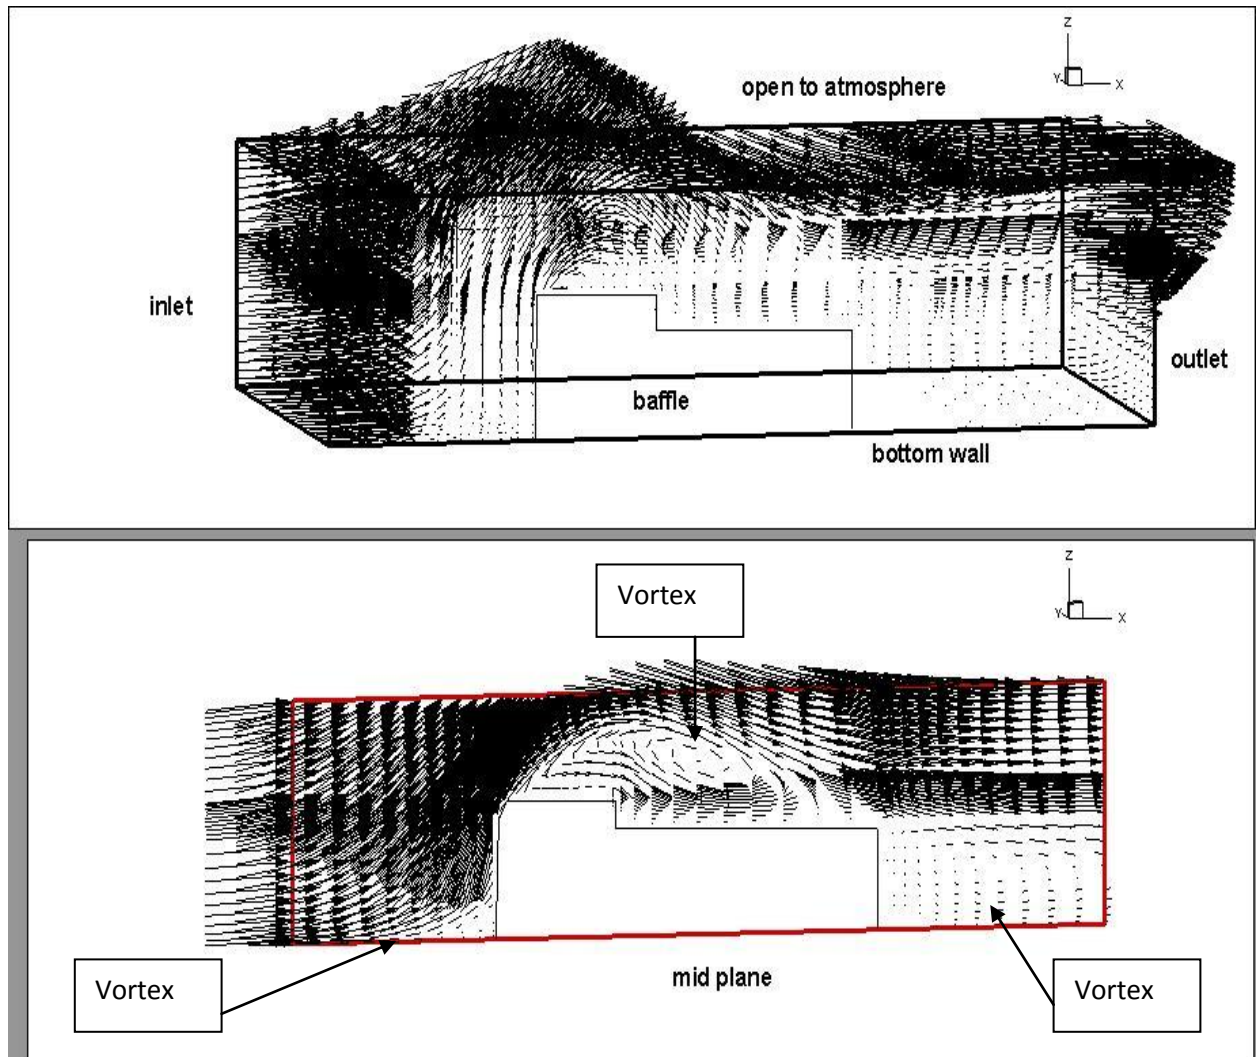 Z
open to atmosphere
Y
X
inlet
outlet
baffle
bottom wall
Vortex
Z
Y
X
Vortex
mid plane
Vortex